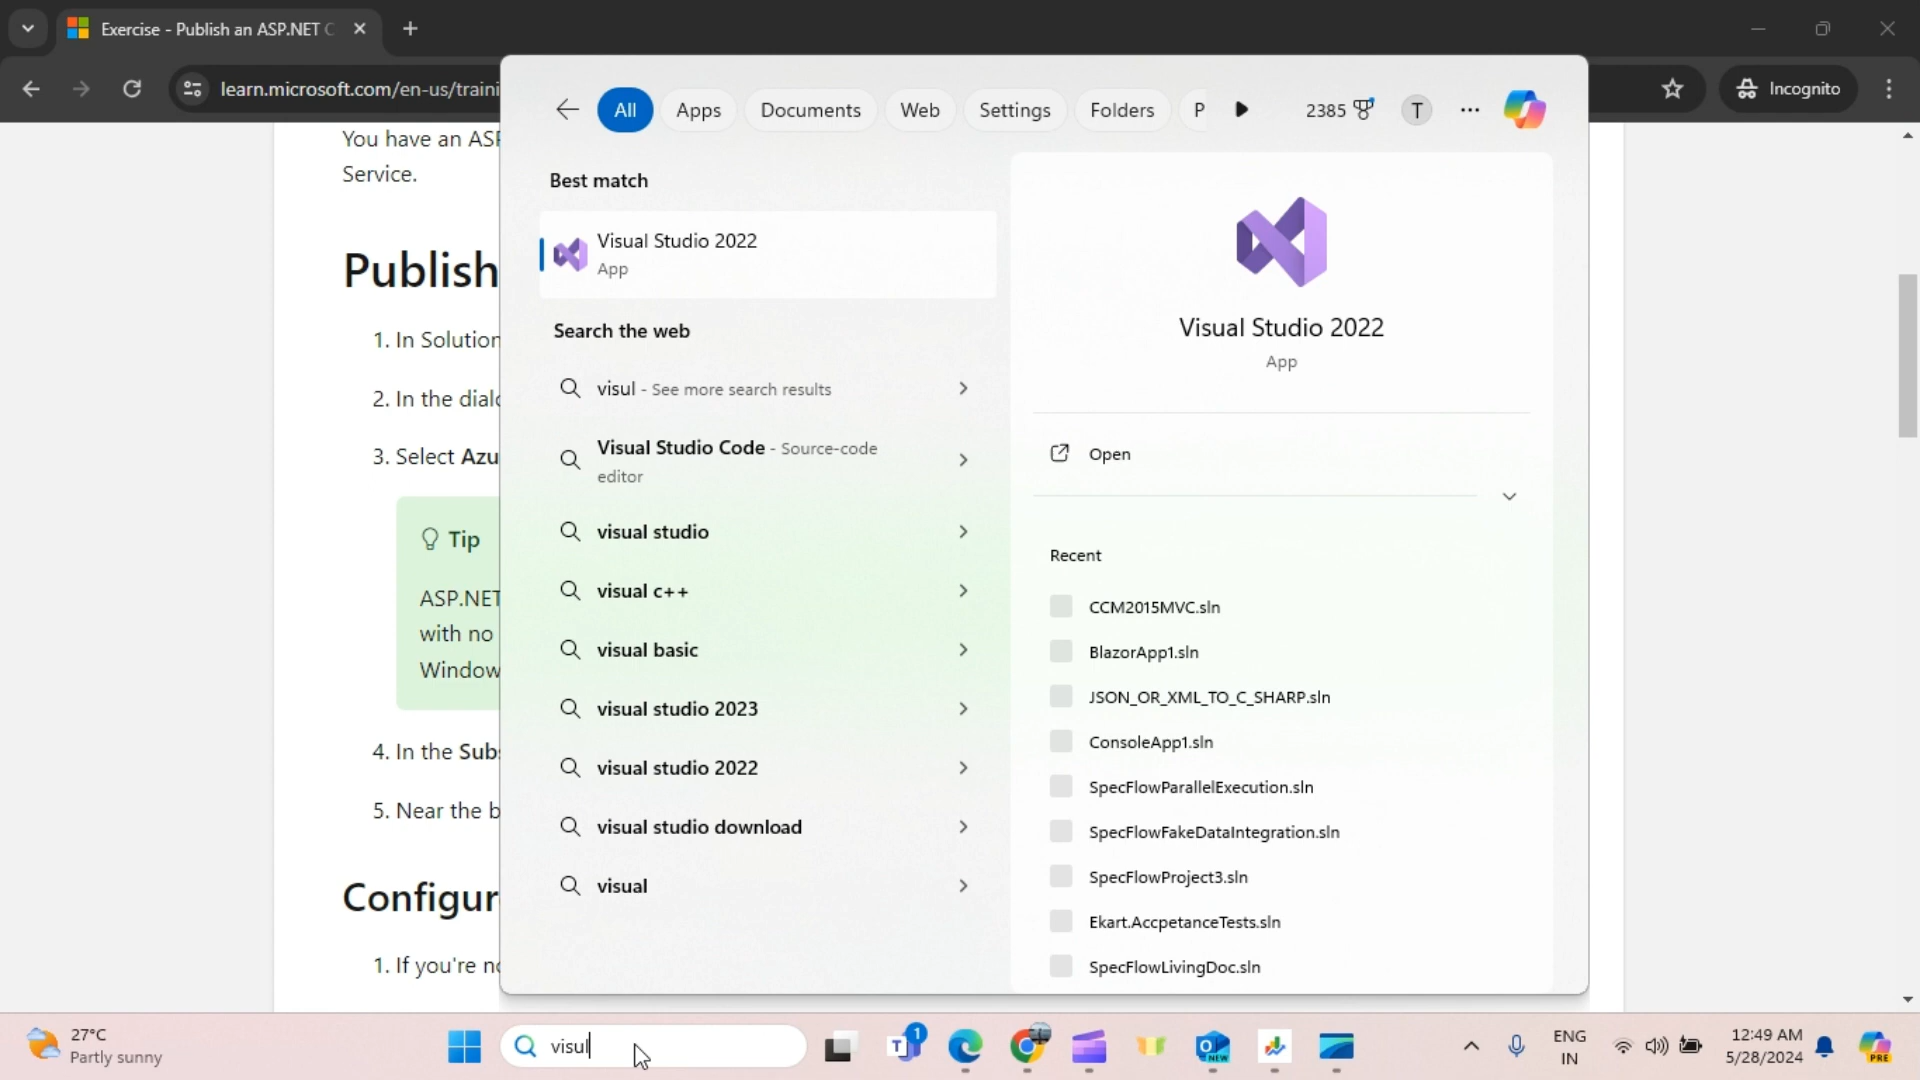 Exercise - Publish an ASP.NET C
learn.microsoft.com/en-us/traini
Incognito
You have an ASP
Service.
Publish
1. In Solution
2. In the dialo
3. Select Azu
Tip
ASP.NET
with no
Window
4. In the Subs
5. Near the b
Configur
1. If you're no
All
Apps
Documents
Web
Settings
Folders
P
2385
T
Best match
Visual Studio 2022
App
Search the web
visul - See more search results
Visual Studio Code - Source-code
editor
visual studio
visual c++
visual basic
visual studio 2023
visual studio 2022
visual studio download
visual
Visual Studio 2022
App
Open
Recent
CCM2015MVC.sln
BlazorApp1.sln
JSON_OR_XML_TO_C_SHARP.sln
ConsoleApp1.sln
SpecFlowParallelExecution.sln
SpecFlowFakeDataIntegration.sln
SpecFlowProject3.sln
Ekart.AccpetanceTests.sln
SpecFlowLivingDoc.sln
27°C
Partly sunny
visul
1
NEW
ENG
IN
12:49 AM
5/28/2024
PRE